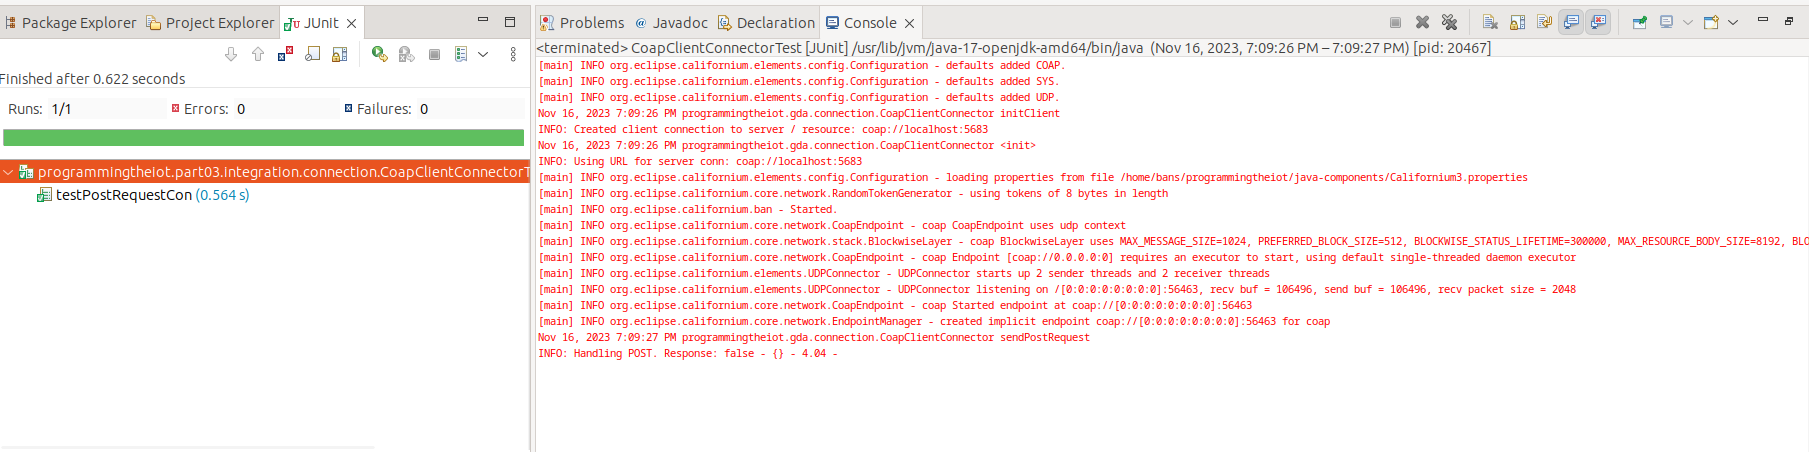 Package Explorer Project Explorer JUnit
Finished after 0.622 seconds
Runs: 1/1 Errors: 0 Failures: 0
programmingtheiot.part03.integration.connection.CoapClientConnectorT
testPostRequestCon (0.564 s)
Problems @ Javadoc Declaration Console
<terminated> CoapClientConnectorTest [JUnit] /usr/lib/jvm/java-17-openjdk-amd64/bin/java (Nov 16, 2023, 7:09:26 PM – 7:09:27 PM) [pid: 20467]
[main] INFO org.eclipse.californium.elements.config.Configuration - defaults added COAP.
[main] INFO org.eclipse.californium.elements.config.Configuration - defaults added SYS.
[main] INFO org.eclipse.californium.elements.config.Configuration - defaults added UDP.
Nov 16, 2023 7:09:26 PM programmingtheiot.gda.connection.CoapClientConnector initClient
INFO: Created client connection to server / resource: coap://localhost:5683
Nov 16, 2023 7:09:26 PM programmingtheiot.gda.connection.CoapClientConnector <init>
INFO: Using URL for server conn: coap://localhost:5683
[main] INFO org.eclipse.californium.elements.config.Configuration - loading properties from file /home/bans/programmingtheiot/java-components/Californium3.properties
[main] INFO org.eclipse.californium.core.network.RandomTokenGenerator - using tokens of 8 bytes in length
[main] INFO org.eclipse.californium.ban - Started.
[main] INFO org.eclipse.californium.core.network.CoapEndpoint - coap CoapEndpoint uses udp context
[main] INFO org.eclipse.californium.core.network.stack.BlockwiseLayer - coap BlockwiseLayer uses MAX_MESSAGE_SIZE=1024, PREFERRED_BLOCK_SIZE=512, BLOCKWISE_STATUS_LIFETIME=300000, MAX_RESOURCE_BODY_SIZE=8192, BLO
[main] INFO org.eclipse.californium.core.network.CoapEndpoint - coap Endpoint [coap://0.0.0.0:0] requires an executor to start, using default single-threaded daemon executor
[main] INFO org.eclipse.californium.elements.UDPConnector - UDPConnector starts up 2 sender threads and 2 receiver threads
[main] INFO org.eclipse.californium.elements.UDPConnector - UDPConnector listening on /[0:0:0:0:0:0:0:0]:56463, recv buf = 106496, send buf = 106496, recv packet size = 2048
[main] INFO org.eclipse.californium.core.network.CoapEndpoint - coap Started endpoint at coap://[0:0:0:0:0:0:0:0]:56463
[main] INFO org.eclipse.californium.core.network.EndpointManager - created implicit endpoint coap://[0:0:0:0:0:0:0:0]:56463 for coap
Nov 16, 2023 7:09:27 PM programmingtheiot.gda.connection.CoapClientConnector sendPostRequest
INFO: Handling POST. Response: false - {} - 4.04 -